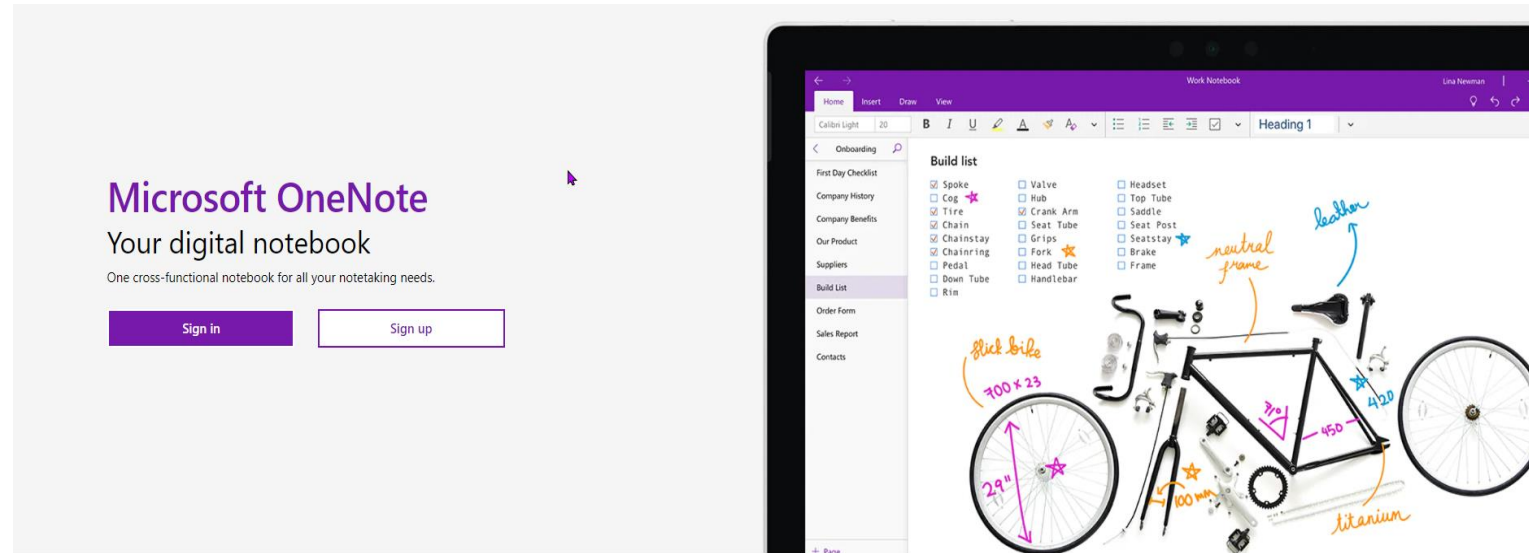 Microsoft OneNote
Your digital notebook
One cross-functional notebook for all your notetaking needs.
Sign in
Sign up
Work Notebook
Lina Newman
Home Insert Draw View
Calibri Light 20 B I U A A Heading 1
Onboarding
First Day Checklist
Company History
Company Benefits
Our Product
Suppliers
Build List
Order Form
Sales Report
Contacts
+ Page
Build list
Spoke
Cog
Tire
Chain
Chainstay
Chainring
Pedal
Down Tube
Rim
Valve
Hub
Crank Arm
Seat Tube
Grips
Fork
Head Tube
Handlebar
Headset
Top Tube
Saddle
Seat Post
Seatstay
Brake
Frame
leather
neutral
frame
slick bike
700 x 23
29"
71°
450
420
100 mm
titanium